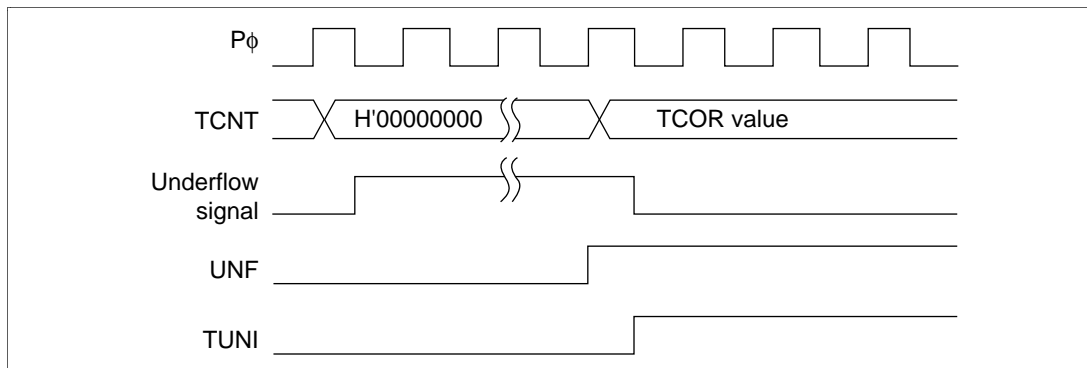 Pϕ
TCNT H'00000000 TCOR value
Underflow
signal
UNF
TUNI